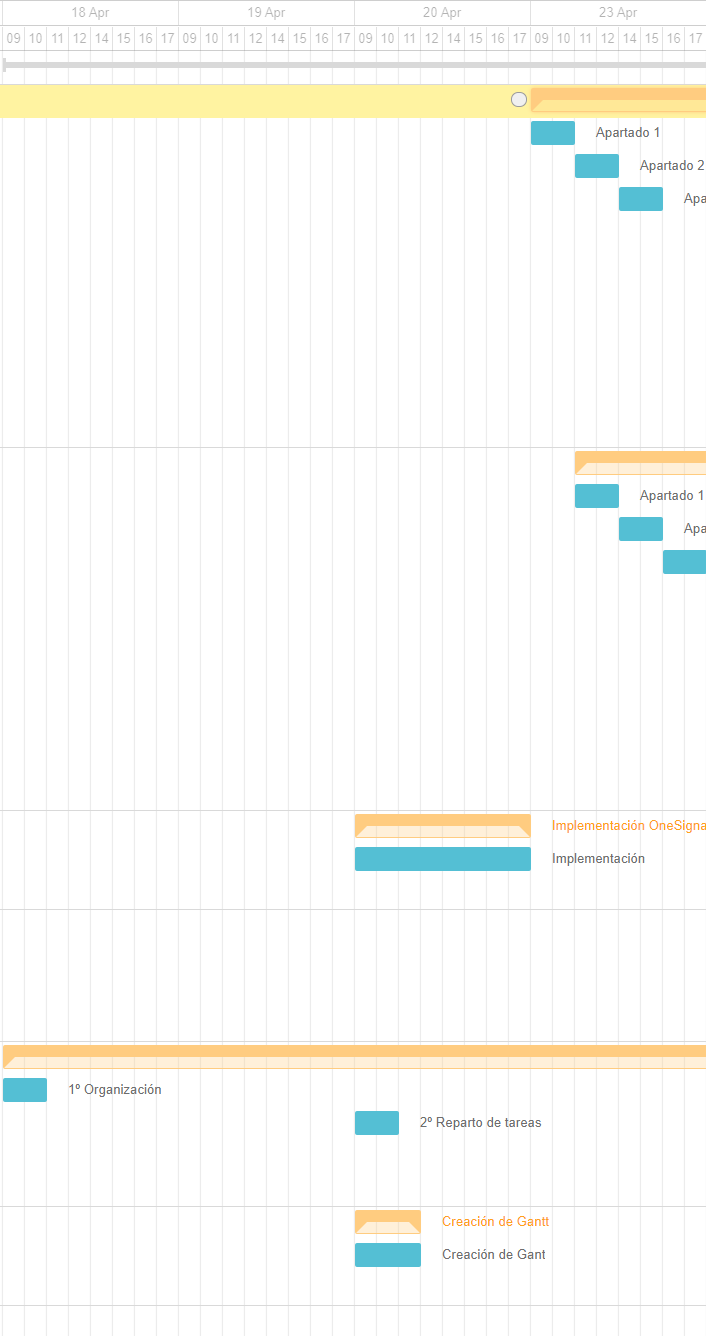 18 Apr 19 Apr 20 Apr 23 Apr
09 10 11 12 14 15 16 17 09 10 11 12 14 15 16 17 09 10 11 12 14 15 16 17 09 10 11 12 14 15 16 17
Apartado 1
Apartado 2
Apa
Apartado 1
Apa
Implementación OneSigna
Implementación
1º Organización
2º Reparto de tareas
Creación de Gantt
Creación de Gant